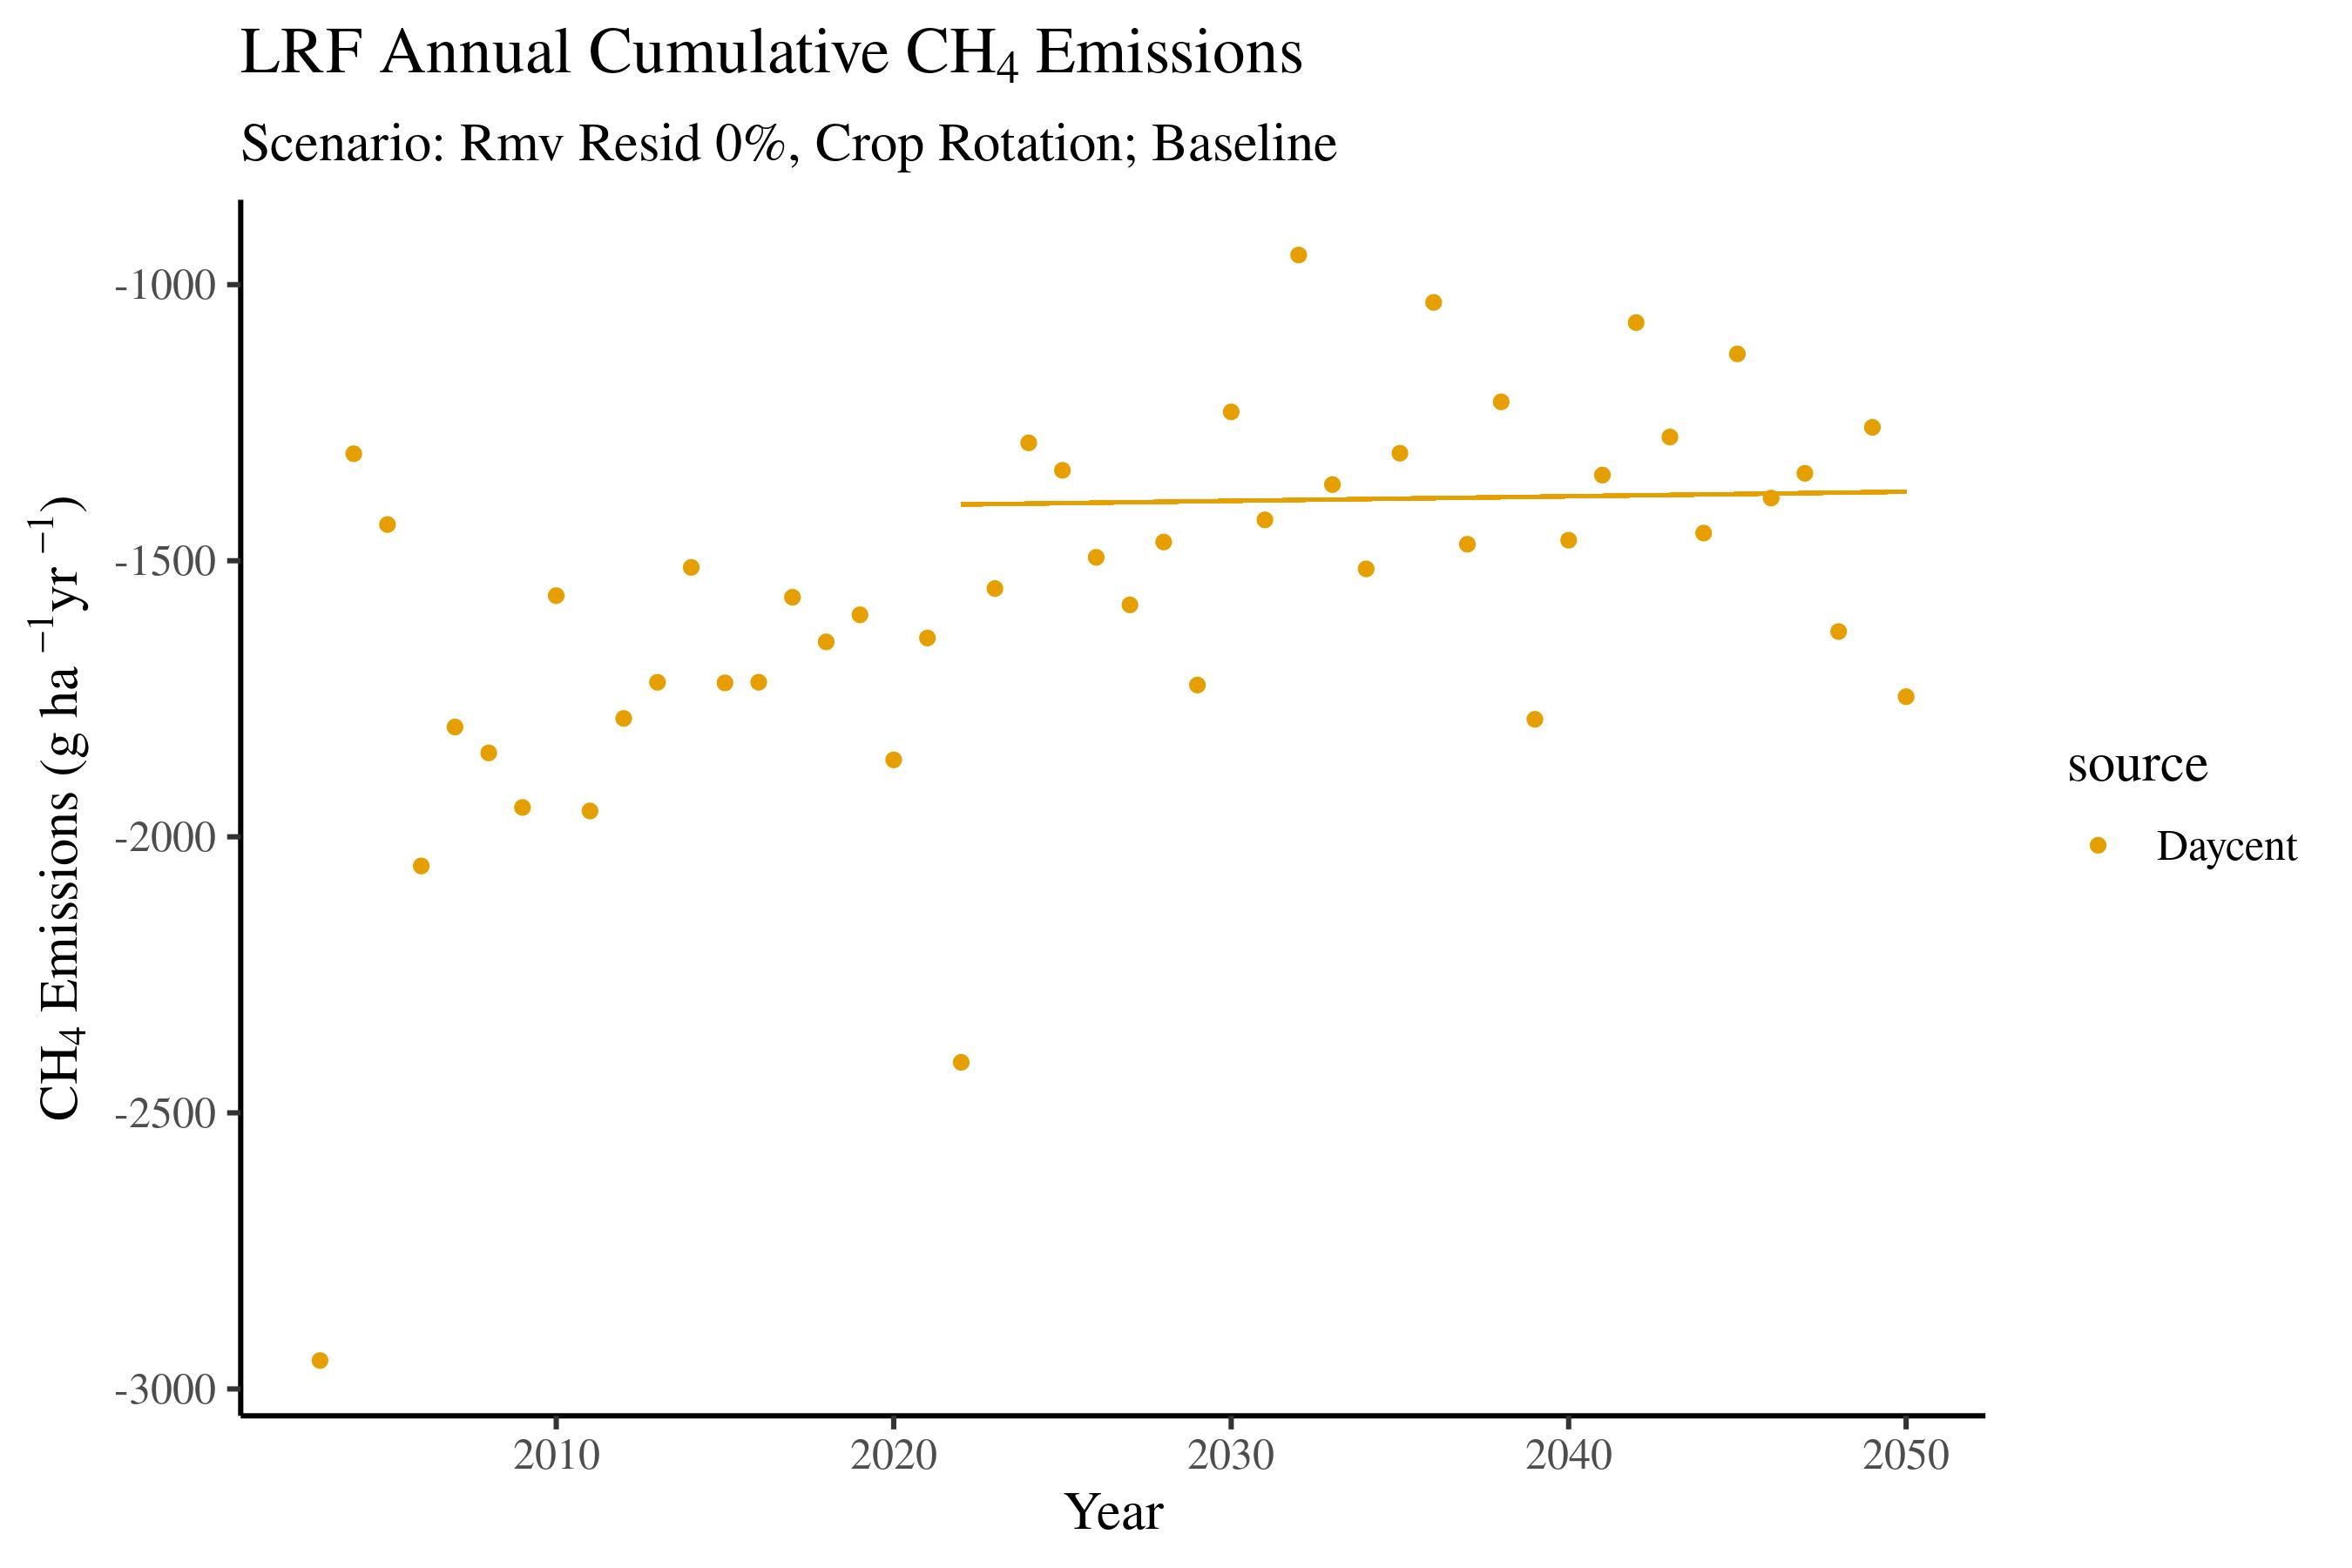 LRF Annual Cumulative CH₄ Emissions
Scenario: Rmv Resid 0%, Crop Rotation; Baseline
CH₄ Emissions (g ha ⁻¹yr ⁻¹)
-1000
-1500
-2000
-2500
-3000
2010 2020 2030 2040 2050
Year
source
Daycent